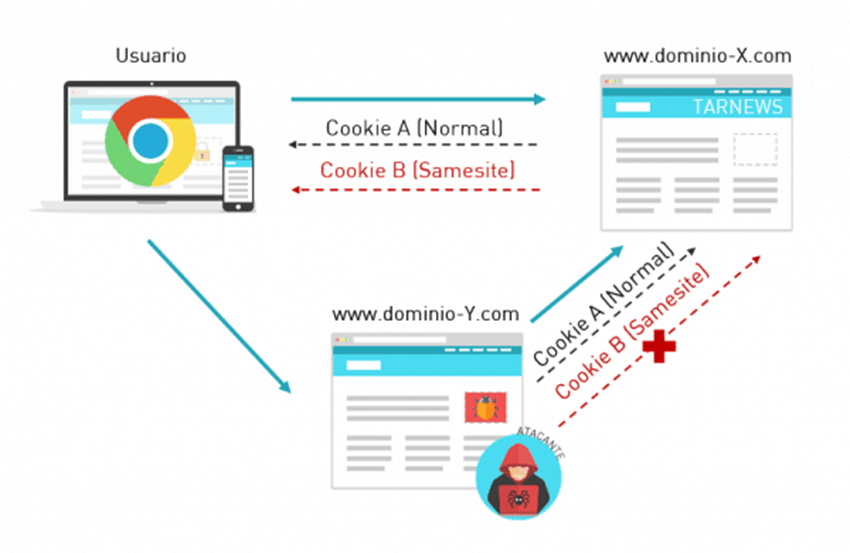 Usuario
www.dominio-X.com
TARNEWS
Cookie A (Normal)
Cookie B (Samesite)
www.dominio-Y.com
Cookie A (Normal)
Cookie B (Samesite)
ATACANTE